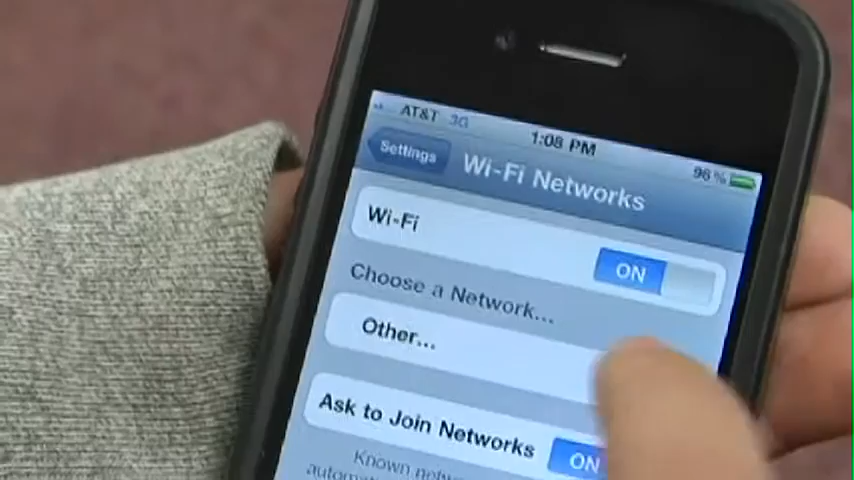 AT&T 3G 1:08 PM 96%
Settings Wi-Fi Networks
Wi-Fi ON
Choose a Network...
Other...
Ask to Join Networks ON
Known